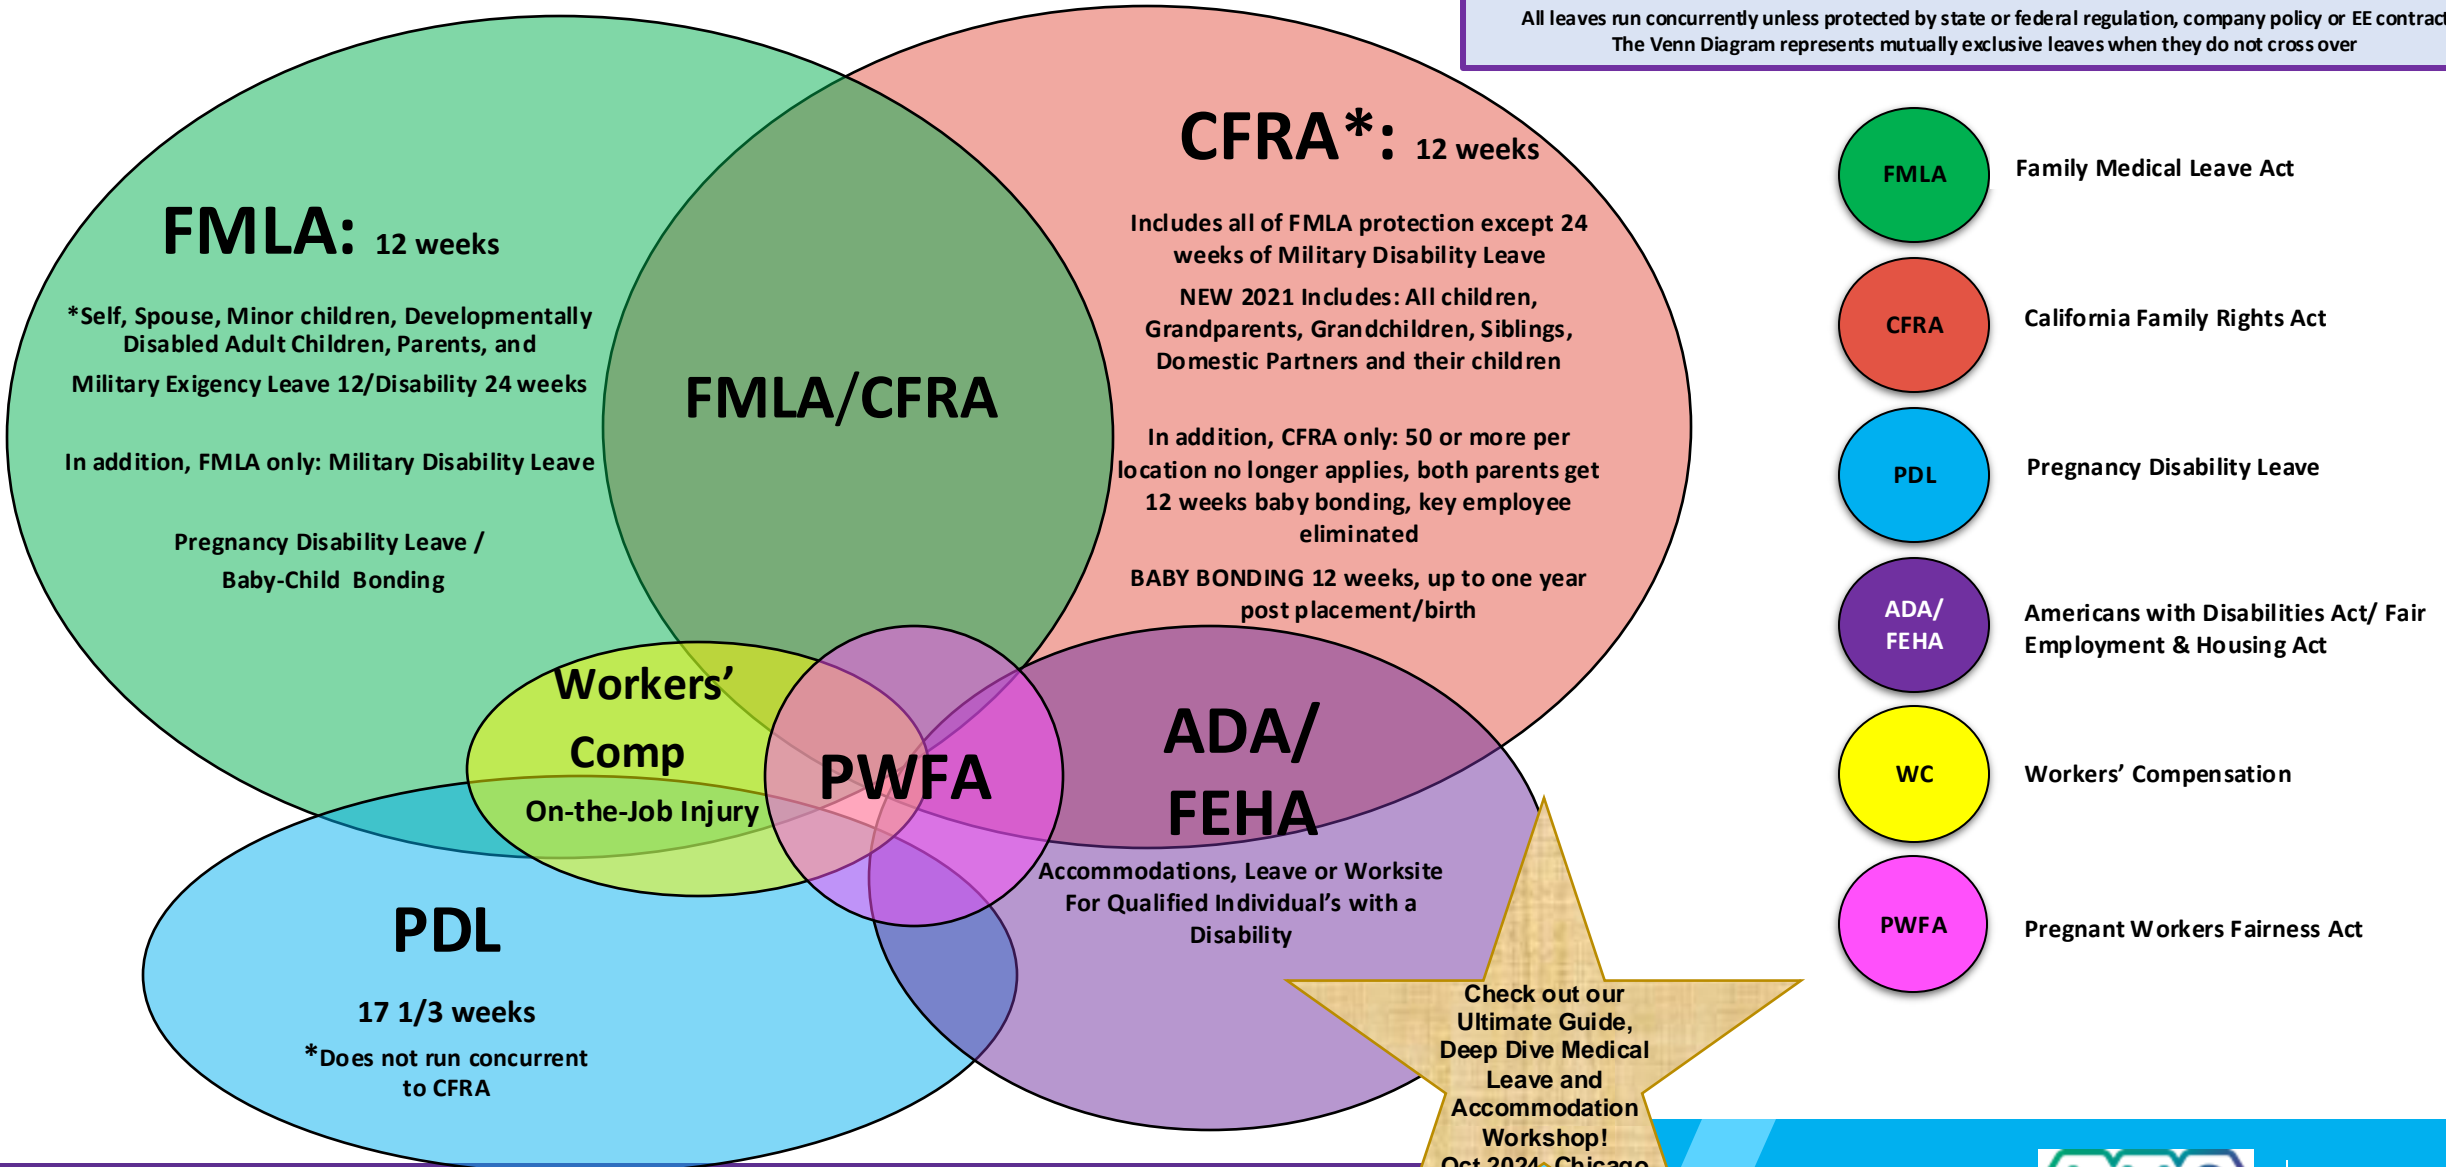 All leaves run concurrently unless protected by state or federal regulation, company policy or EE contract
The Venn Diagram represents mutually exclusive leaves when they do not cross over
FMLA: 12 weeks
*Self, Spouse, Minor children, Developmentally
Disabled Adult Children, Parents, and
Military Exigency Leave 12/Disability 24 weeks
In addition, FMLA only: Military Disability Leave
Pregnancy Disability Leave /
Baby-Child Bonding
FMLA/CFRA
CFRA*: 12 weeks
Includes all of FMLA protection except 24
weeks of Military Disability Leave
NEW 2021 Includes: All children,
Grandparents, Grandchildren, Siblings,
Domestic Partners and their children
In addition, CFRA only: 50 or more per
location no longer applies, both parents get
12 weeks baby bonding, key employee
eliminated
BABY BONDING 12 weeks, up to one year
post placement/birth
Workers’
Comp
On-the-Job Injury
PWFA
ADA/
FEHA
Accommodations, Leave or Worksite
For Qualified Individual’s with a
Disability
PDL
17 1/3 weeks
*Does not run concurrent
to CFRA
Check out our
Ultimate Guide,
Deep Dive Medical
Leave and
Accommodation
Workshop!
Oct 2024 Chicago
FMLA
Family Medical Leave Act
CFRA
California Family Rights Act
PDL
Pregnancy Disability Leave
ADA/
FEHA
Americans with Disabilities Act/ Fair
Employment & Housing Act
WC
Workers’ Compensation
PWFA
Pregnant Workers Fairness Act